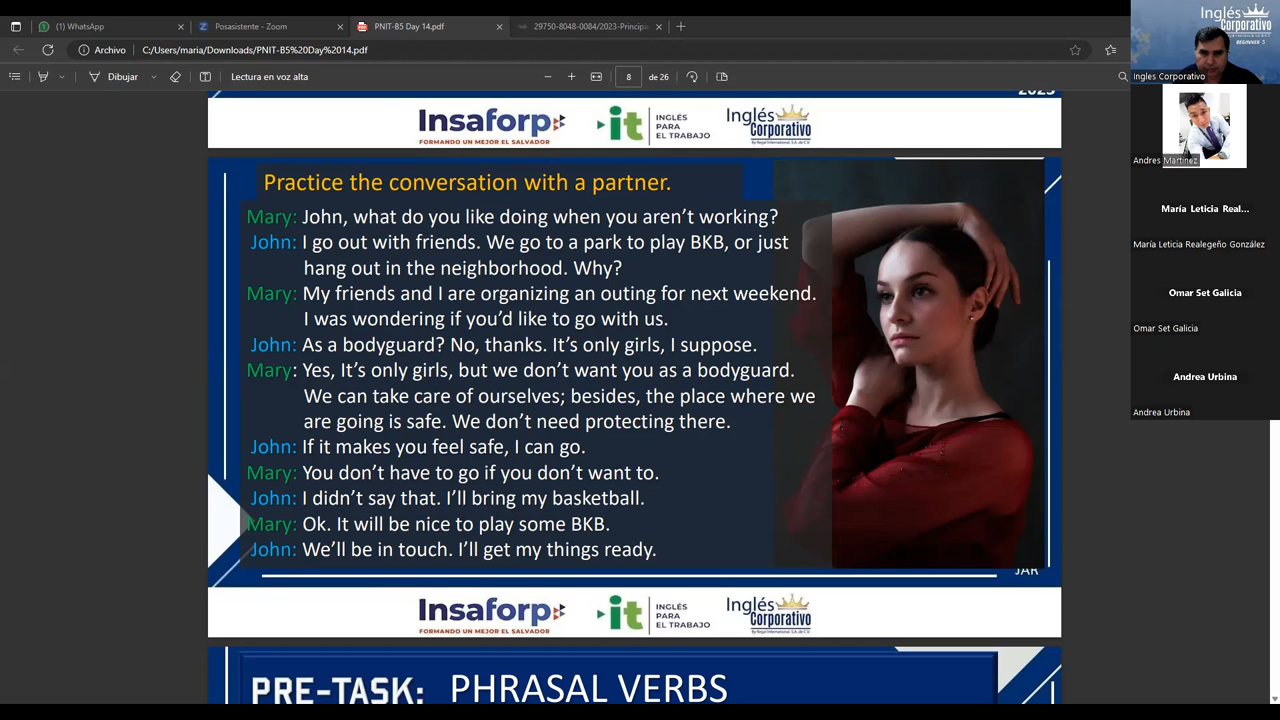 (1) WhatsApp
Posasistente - Zoom
PNIT-B5 Day 14.pdf
29750-8048-0084/2023-Princip
Archivo
C:/Users/maria/Downloads/PNIT-B5%20Day%2014.pdf
Dibujar
Lectura en voz alta
8
de 26
2023
Insaforp
FORMANDO UN MEJOR EL SALVADOR
it
INGLÉS
PARA
EL TRABAJO
Inglés
Corporativo
By Regal International, S.A. de C.V.
Practice the conversation with a partner.
Mary: John, what do you like doing when you aren't working?
John: I go out with friends. We go to a park to play BKB, or just
hang out in the neighborhood. Why?
Mary: My friends and I are organizing an outing for next weekend.
I was wondering if you'd like to go with us.
John: As a bodyguard? No, thanks. It's only girls, I suppose.
Mary: Yes, It's only girls, but we don't want you as a bodyguard.
We can take care of ourselves; besides, the place where we
are going is safe. We don't need protecting there.
John: If it makes you feel safe, I can go.
Mary: You don't have to go if you don't want to.
John: I didn't say that. I'll bring my basketball.
Mary: Ok. It will be nice to play some BKB.
John: We'll be in touch. I'll get my things ready.
JAR
Insaforp
FORMANDO UN MEJOR EL SALVADOR
it
INGLÉS
PARA
EL TRABAJO
Inglés
Corporativo
By Regal International, S.A. de C.V.
PRE-TASK: PHRASAL VERBS
Inglés
Corporativo
BEGINNER 5
Ingles Corporativo
Andres Martinez
María Leticia Real...
María Leticia Realegeño González
Omar Set Galicia
Omar Set Galicia
Andrea Urbina
Andrea Urbina